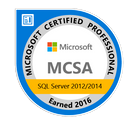 MICROSOFT CERTIFIED PROFESSIONAL
Microsoft
MCSA
SQL Server 2012/2014
Earned 2016